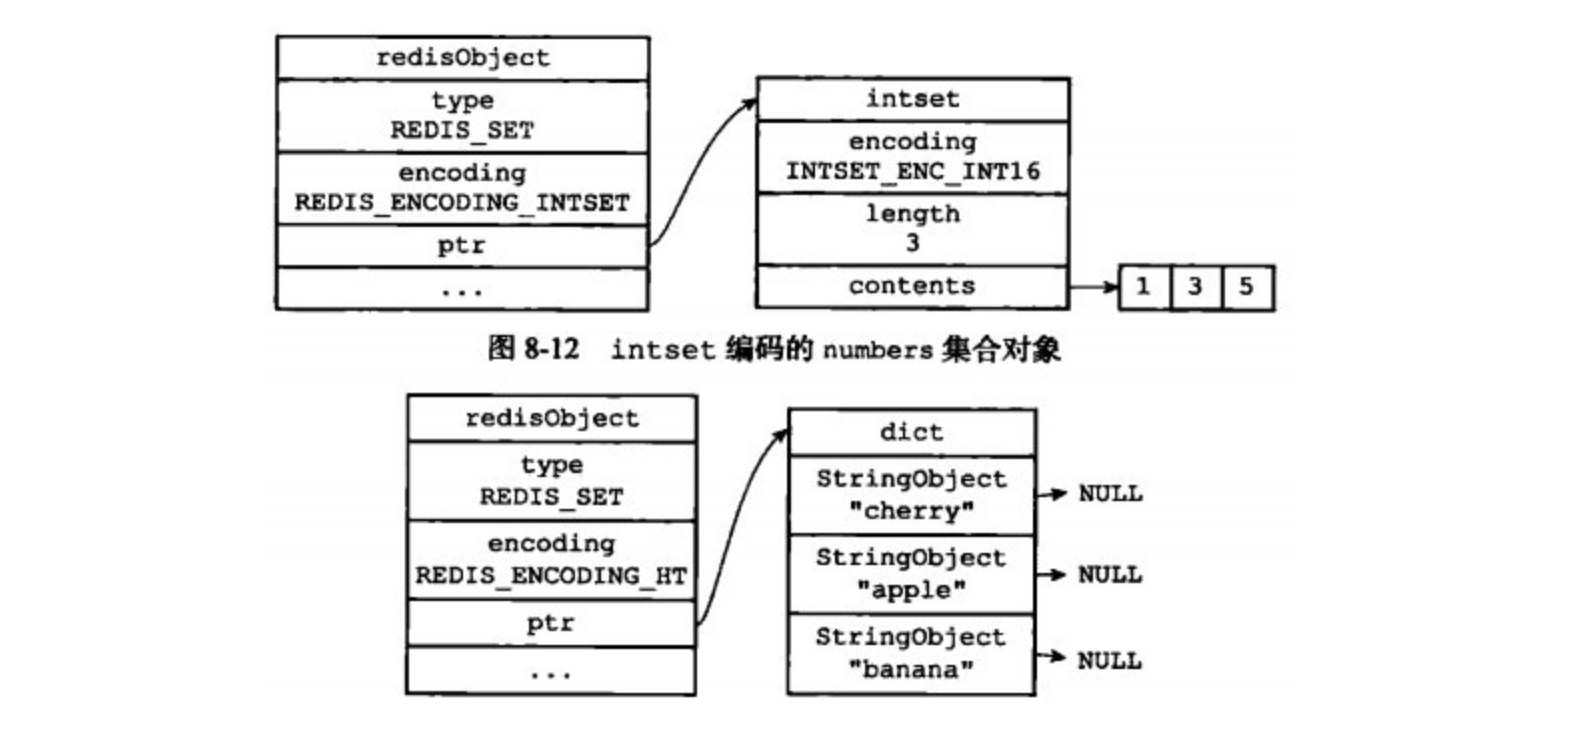 redisObject
type
REDIS_SET
encoding
REDIS_ENCODING_INTSET
ptr
...
intset
encoding
INTSET_ENC_INT16
length
3
contents
1 3 5
图 8-12 intset 编码的 numbers 集合对象
redisObject
type
REDIS_SET
encoding
REDIS_ENCODING_HT
ptr
...
dict
StringObject
"cherry"
NULL
StringObject
"apple"
NULL
StringObject
"banana"
NULL